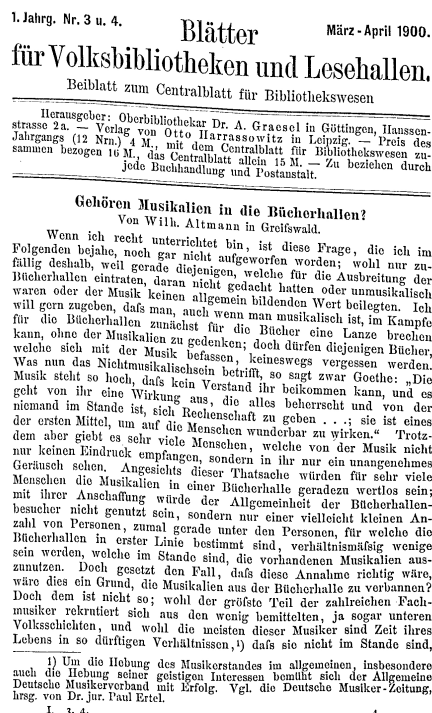 1. Jahrg. Nr. 3 u. 4.
Blätter
März-April 1900.
für Volksbibliotheken und Lesehallen.
Beiblatt zum Centralblatt für Bibliothekswesen
Herausgeber: Oberbibliothekar Dr. A. Graesel in Göttingen, Hanssen-
strasse 2a. — Verlag von Otto Harrassowitz in Leipzig. — Preis des
Jahrgangs (12 Nrn.) 4 M., mit dem Centralblatt für Bibliothekswesen zu-
sammen bezogen 16 M., das Centralblatt allein 15 M. — Zu beziehen durch
jede Buchhandlung und Postanstalt.
Gehören Musikalien in die Bücherhallen?
Von Wilh. Altmann in Greifswald.
Wenn ich recht unterrichtet bin, ist diese Frage, die ich im
Folgenden bejahe, noch gar nicht aufgeworfen worden; wohl nur zu-
fällig deshalb, weil gerade diejenigen, welche für die Ausbreitung der
Bücherhallen eintraten, daran nicht gedacht hatten oder unmusikalisch
waren oder der Musik keinen allgemein bildenden Wert beilegten. Ich
will gern zugeben, daſs man, auch wenn man musikalisch ist, im Kampfe
für die Bücherhallen zunächst für die Bücher eine Lanze brechen
kann, ohne der Musikalien zu gedenken; doch dürfen diejenigen Bücher,
welche sich mit der Musik befassen, keineswegs vergessen werden.
Was nun das Nichtmusikalischsein betrifft, so sagt zwar Goethe: „Die
Musik steht so hoch, daſs kein Verstand ihr beikommen kann, und es
geht von ihr eine Wirkung aus, die alles beherrscht und von der
niemand im Stande ist, sich Rechenschaft zu geben . . .; sie ist eines
der ersten Mittel, um auf die Menschen wunderbar zu wirken.“ Trotz-
dem aber giebt es sehr viele Menschen, welche von der Musik nicht
nur keinen Eindruck empfangen, sondern in ihr nur ein unangenehmes
Geräusch sehen. Angesichts dieser Thatsache würden für sehr viele
Menschen die Musikalien in einer Bücherhalle geradezu wertlos sein;
mit ihrer Anschaffung würde der Allgemeinheit der Bücherhallen-
besucher nicht genutzt sein, sondern nur einer vielleicht kleinen An-
zahl von Personen, zumal gerade unter den Personen, für welche die
Bücherhallen in erster Linie bestimmt sind, verhältnismäſsig wenige
sein werden, welche im Stande sind, die vorhandenen Musikalien aus-
zunutzen. Doch gesetzt den Fall, daſs diese Annahme richtig wäre,
wäre dies ein Grund, die Musikalien aus der Bücherhalle zu verbannen?
Doch dem ist nicht so; wohl der gröſste Teil der zahlreichen Fach-
musiker rekrutiert sich aus den wenig bemittelten, ja sogar unteren
Volksschichten, und wohl die meisten dieser Musiker sind Zeit ihres
Lebens in so dürftigen Verhältnissen,¹) daſs sie nicht im Stande sind,
1) Um die Hebung des Musikerstandes im allgemeinen, insbesondere
auch die Hebung seiner geistigen Interessen bemüht sich der Allgemeine
Deutsche Musikerverband mit Erfolg. Vgl. die Deutsche Musiker-Zeitung,
hrsg. von Dr. jur. Paul Ertel.
I. 3. 4.